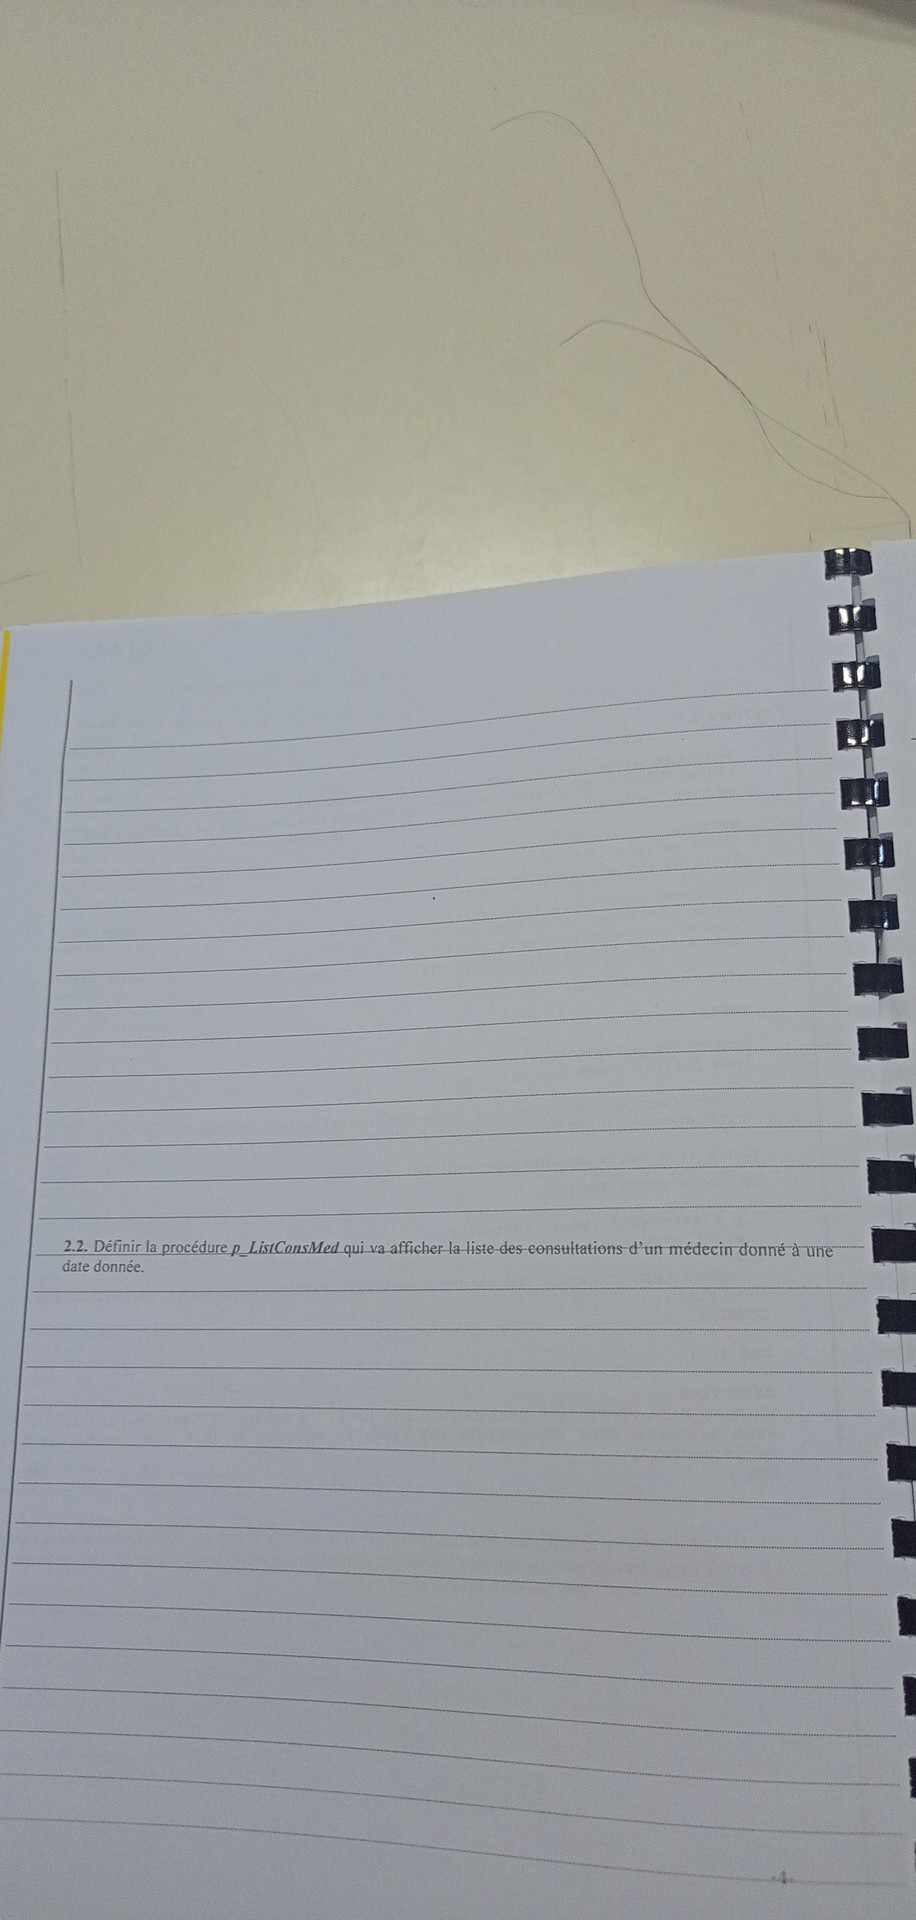 2.2. Définir la procédure p_ListConsMed qui va afficher la liste des consultations d’un médecin donné à une
date donnée.
-4-